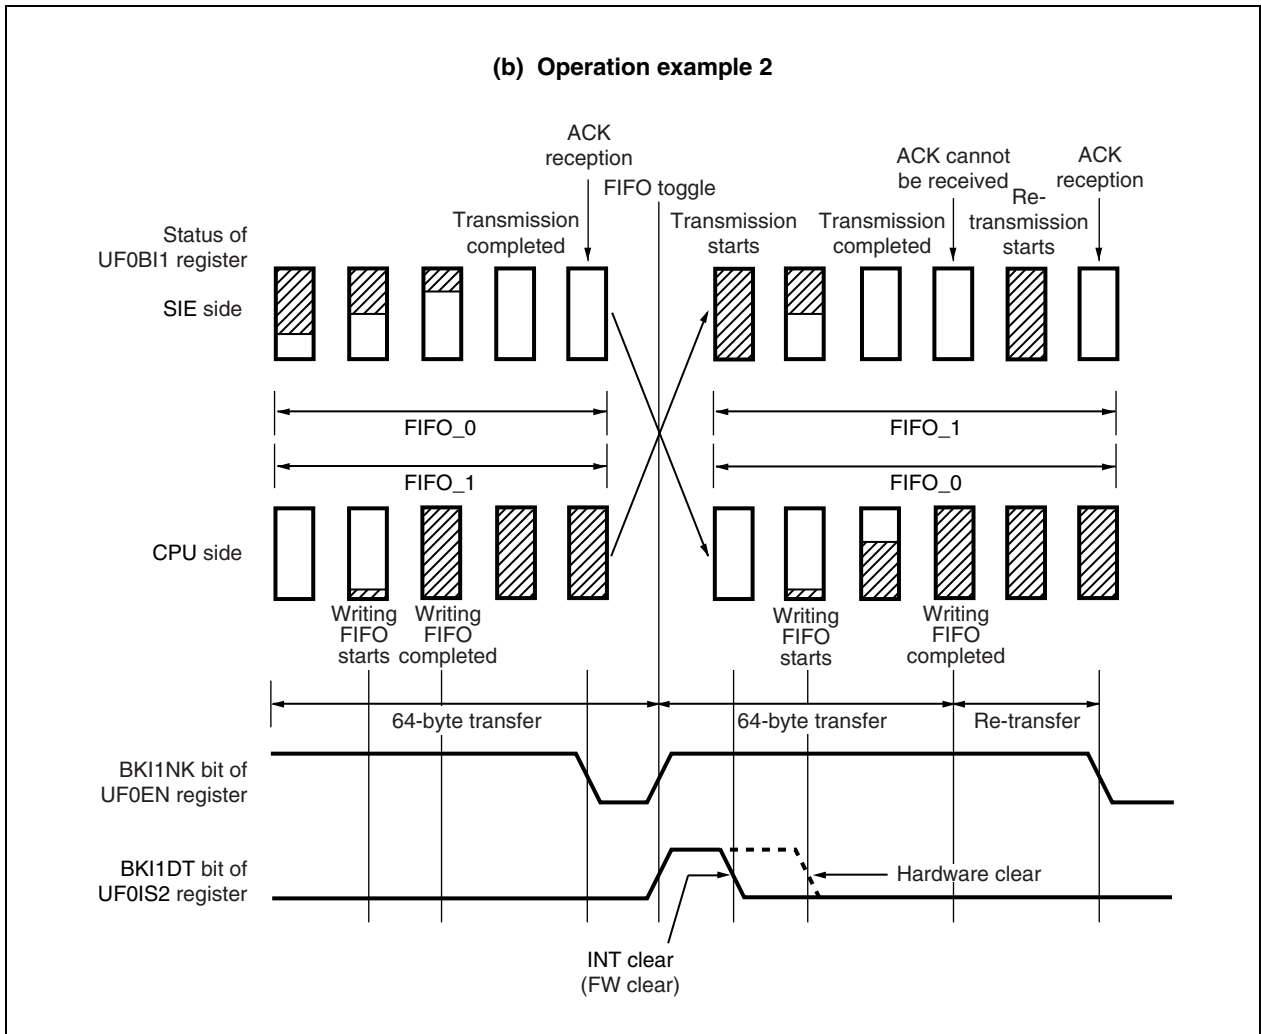 (b) Operation example 2
ACK
reception
FIFO toggle
ACK cannot
be received
ACK
reception
Status of
UF0BI1 register
Transmission
completed
Transmission
starts
Transmission
completed
Re-
transmission
starts
SIE side
FIFO_0
FIFO_1
FIFO_1
FIFO_0
CPU side
Writing
FIFO
starts
Writing
FIFO
completed
Writing
FIFO
starts
Writing
FIFO
completed
64-byte transfer
64-byte transfer
Re-transfer
BKI1NK bit of
UF0EN register
BKI1DT bit of
UF0IS2 register
Hardware clear
INT clear
(FW clear)